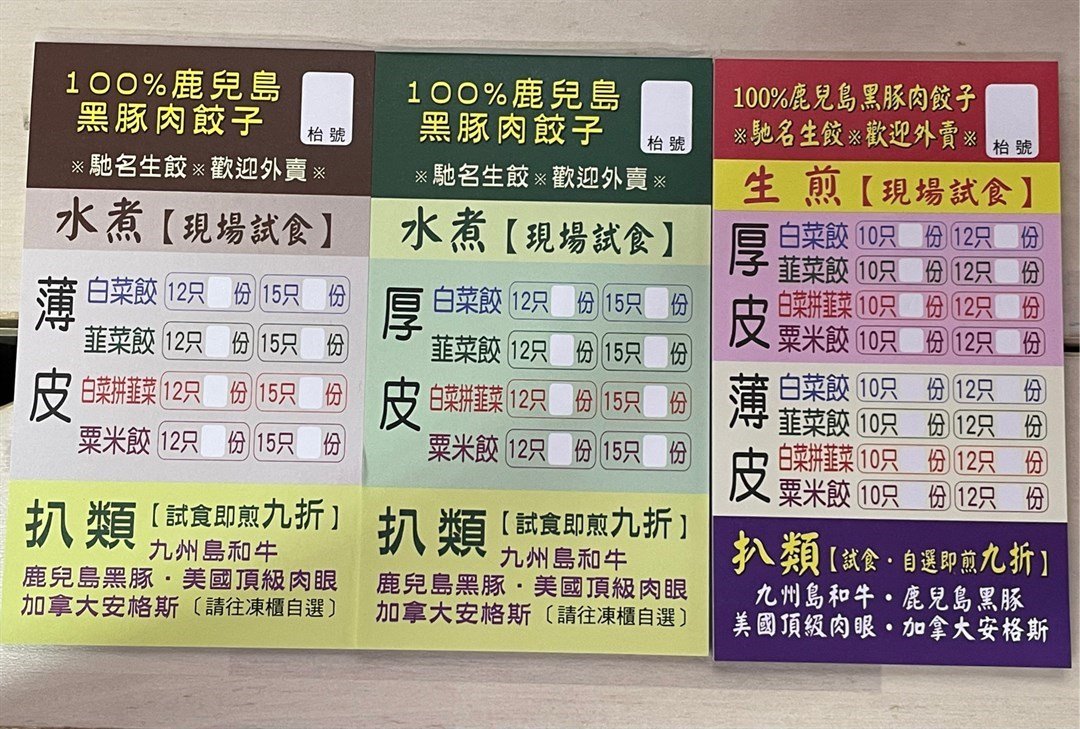 100%鹿兒島
黑豚肉餃子
枱號
※馳名生餃※歡迎外賣※
水煮【現場試食】
薄皮
白菜餃 12只 份 15只 份
韮菜餃 12只 份 15只 份
白菜拼韮菜 12只 份 15只 份
粟米餃 12只 份 15只 份
扒類【試食即煎九折】
九州島和牛
鹿兒島黑豚・美國頂級肉眼
加拿大安格斯〔請往凍櫃自選〕
100%鹿兒島
黑豚肉餃子
枱號
※馳名生餃※歡迎外賣※
水煮【現場試食】
厚皮
白菜餃 12只 份 15只 份
韮菜餃 12只 份 15只 份
白菜拼韮菜 12只 份 15只 份
粟米餃 12只 份 15只 份
扒類【試食即煎九折】
九州島和牛
鹿兒島黑豚・美國頂級肉眼
加拿大安格斯〔請往凍櫃自選〕
100%鹿兒島黑豚肉餃子
※馳名生餃※歡迎外賣※
枱號
生煎【現場試食】
厚皮
白菜餃 10只 份 12只 份
韮菜餃 10只 份 12只 份
白菜拼韮菜 10只 份 12只 份
粟米餃 10只 份 12只 份
薄皮
白菜餃 10只 份 12只 份
韮菜餃 10只 份 12只 份
白菜拼韮菜 10只 份 12只 份
粟米餃 10只 份 12只 份
扒類【試食・自選即煎九折】
九州島和牛・鹿兒島黑豚
美國頂級肉眼・加拿大安格斯